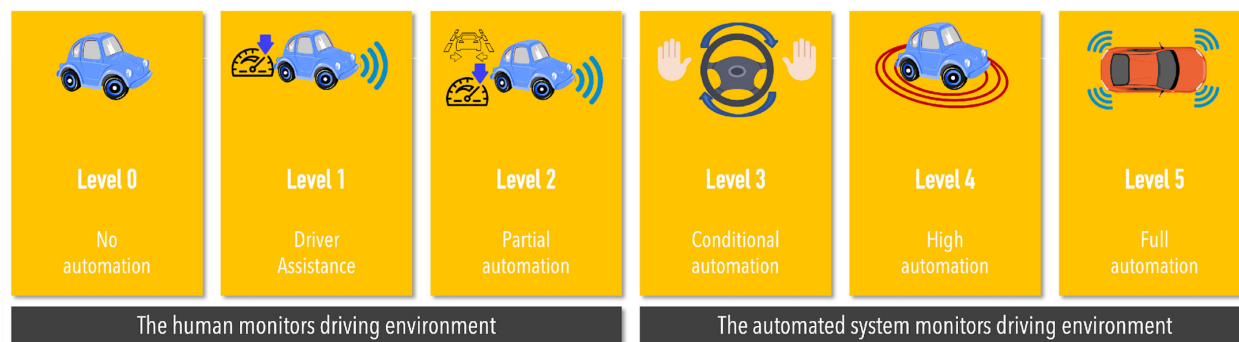 Level 0
No
automation
Level 1
Driver
Assistance
Level 2
Partial
automation
Level 3
Conditional
automation
Level 4
High
automation
Level 5
Full
automation
The human monitors driving environment
The automated system monitors driving environment